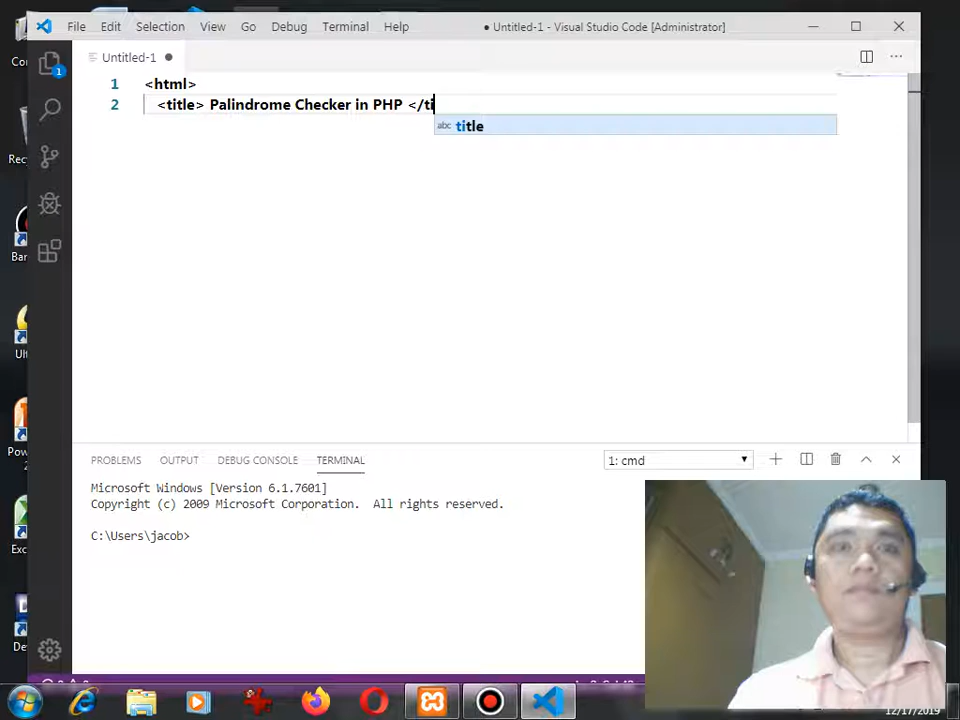 File Edit Selection View Go Debug Terminal Help ● Untitled-1 - Visual Studio Code [Administrator]
Untitled-1
1 <html>
2 <title> Palindrome Checker in PHP </ti
abc title
1
PROBLEMS OUTPUT DEBUG CONSOLE TERMINAL 1: cmd
Microsoft Windows [Version 6.1.7601]
Copyright (c) 2009 Microsoft Corporation. All rights reserved.
C:\Users\jacob>
12/17/2019